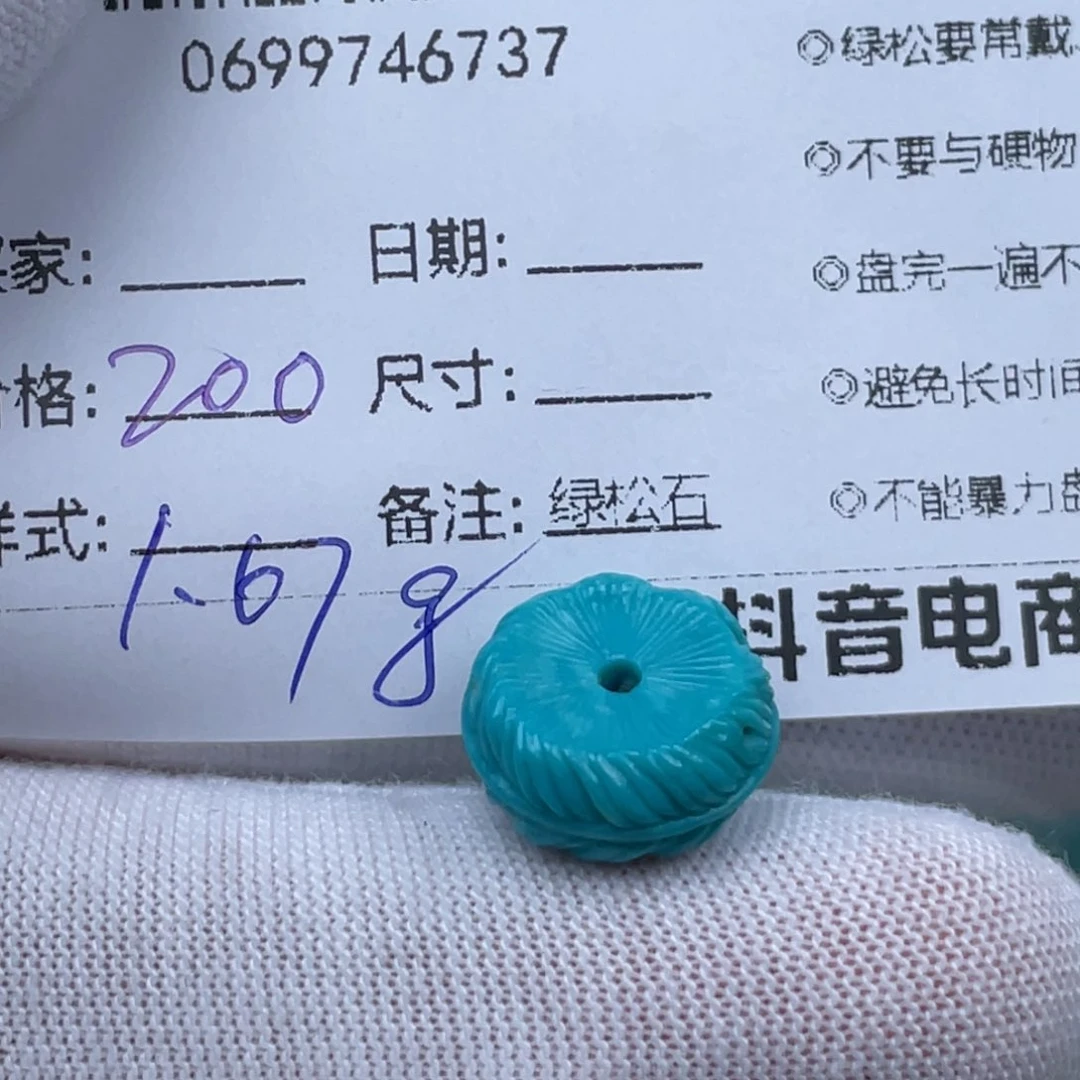 0699746737
家: 日期:
格: 200 尺寸:
样式: 备注: 绿松石
1.67g
◎绿松要常戴
◎不要与硬物
◎盘完一遍不
◎避免长时间
◎不能暴力盘
抖音电商